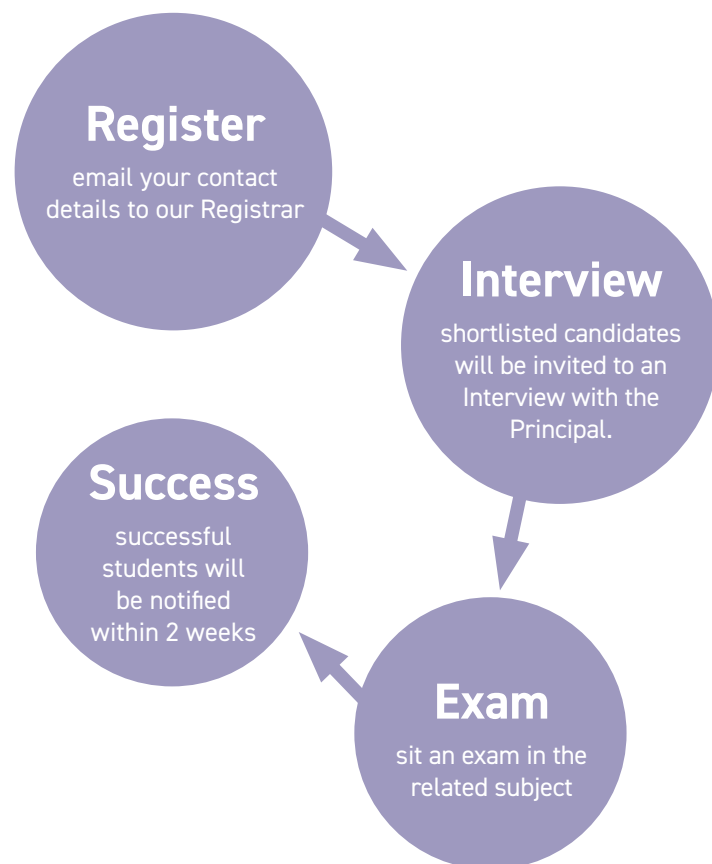 Register
email your contact
details to our Registrar
Interview
shortlisted candidates
will be invited to an
Interview with the
Principal.
Exam
sit an exam in the
related subject
Success
successful
students will
be notified
within 2 weeks